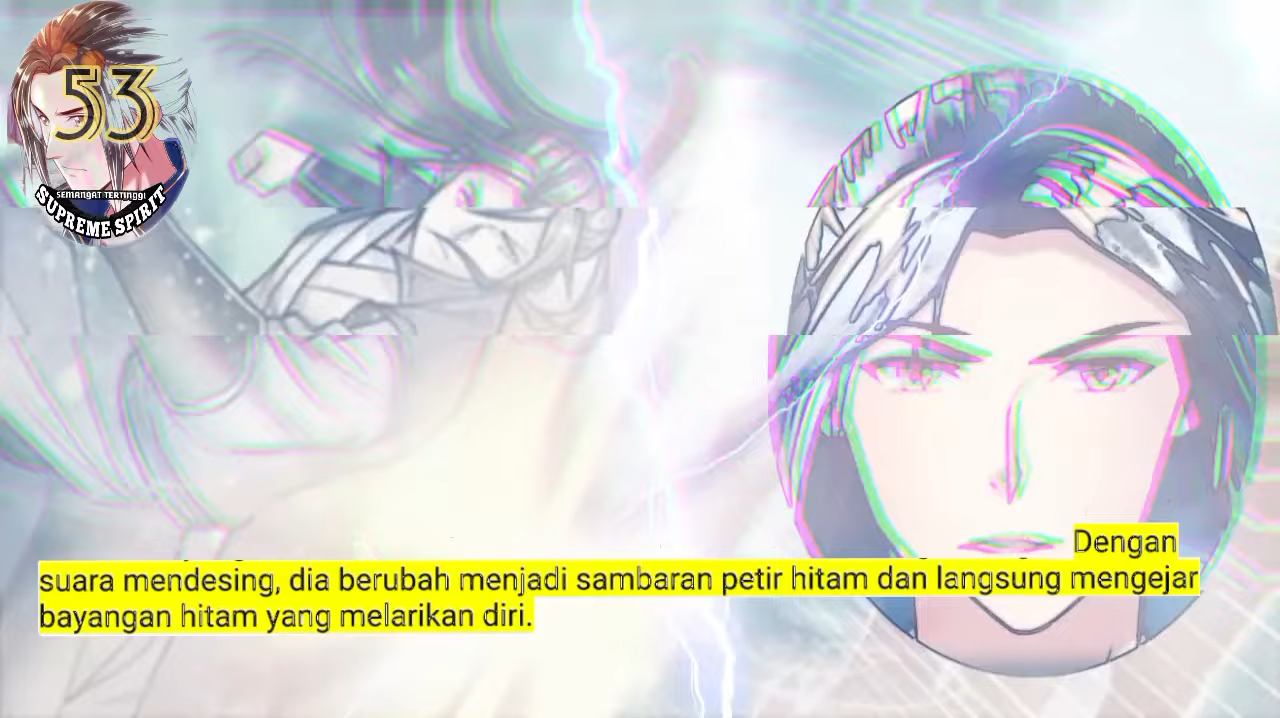 53
SEMANGAT TERTINGGI
SUPREME SPIRIT
Dengan
suara mendesing, dia berubah menjadi sambaran petir hitam dan langsung mengejar
bayangan hitam yang melarikan diri.